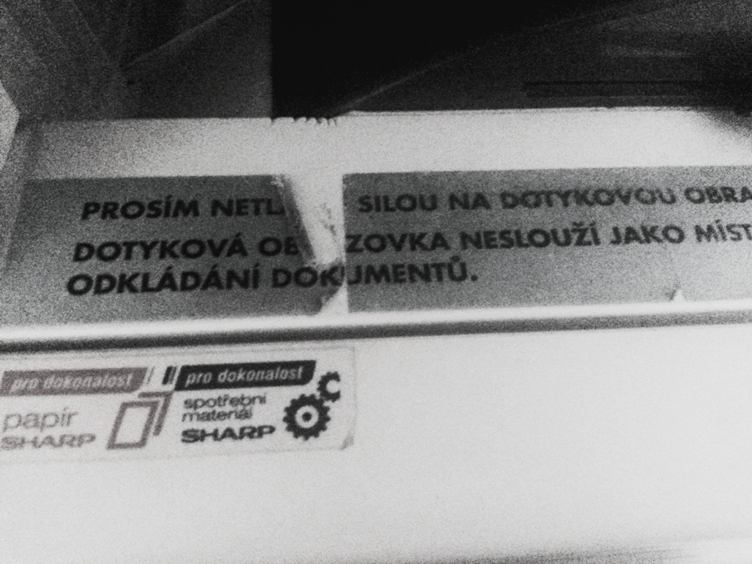 PROSÍM NETL SILOU NA DOTYKOVOU OBRA
DOTYKOVÁ OB ZOVKA NESLOUŽÍ JAKO MÍST
ODKLÁDÁNÍ DOKUMENTŮ.
pro dokonalost
papír
SHARP
pro dokonalost
spotřební
materiál
SHARP